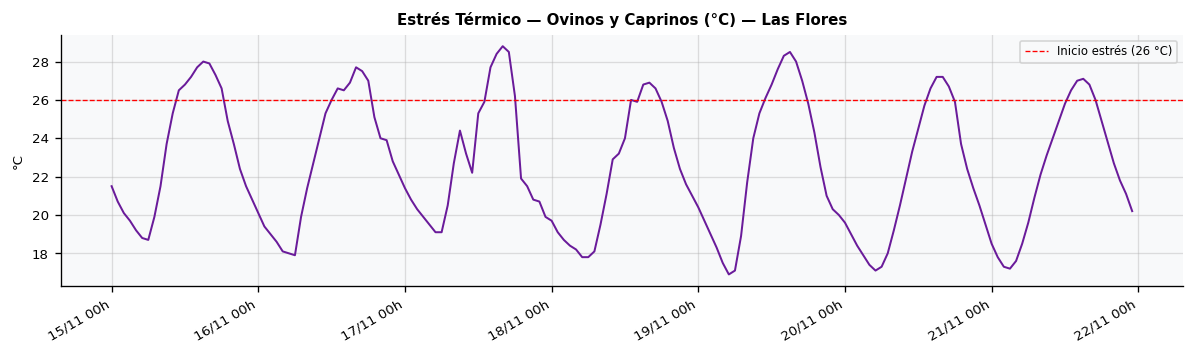 Estrés Térmico — Ovinos y Caprinos (°C) — Las Flores
Inicio estrés (26 °C)
°C
28
26
24
22
20
18
15/11 00h
16/11 00h
17/11 00h
18/11 00h
19/11 00h
20/11 00h
21/11 00h
22/11 00h